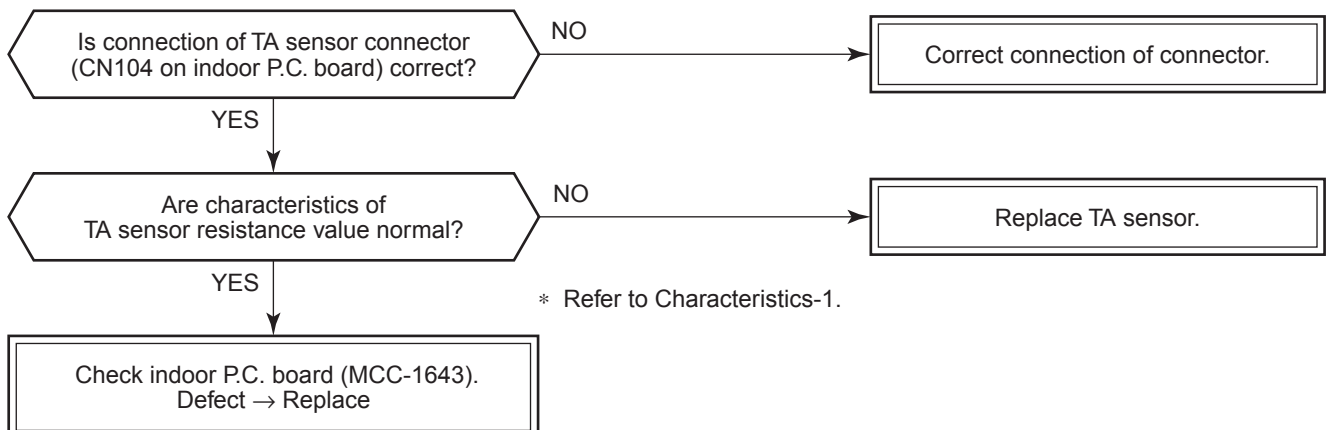 Is connection of TA sensor connector
(CN104 on indoor P.C. board) correct?
NO
Correct connection of connector.
YES
Are characteristics of
TA sensor resistance value normal?
NO
Replace TA sensor.
YES
* Refer to Characteristics-1.
Check indoor P.C. board (MCC-1643).
Defect → Replace